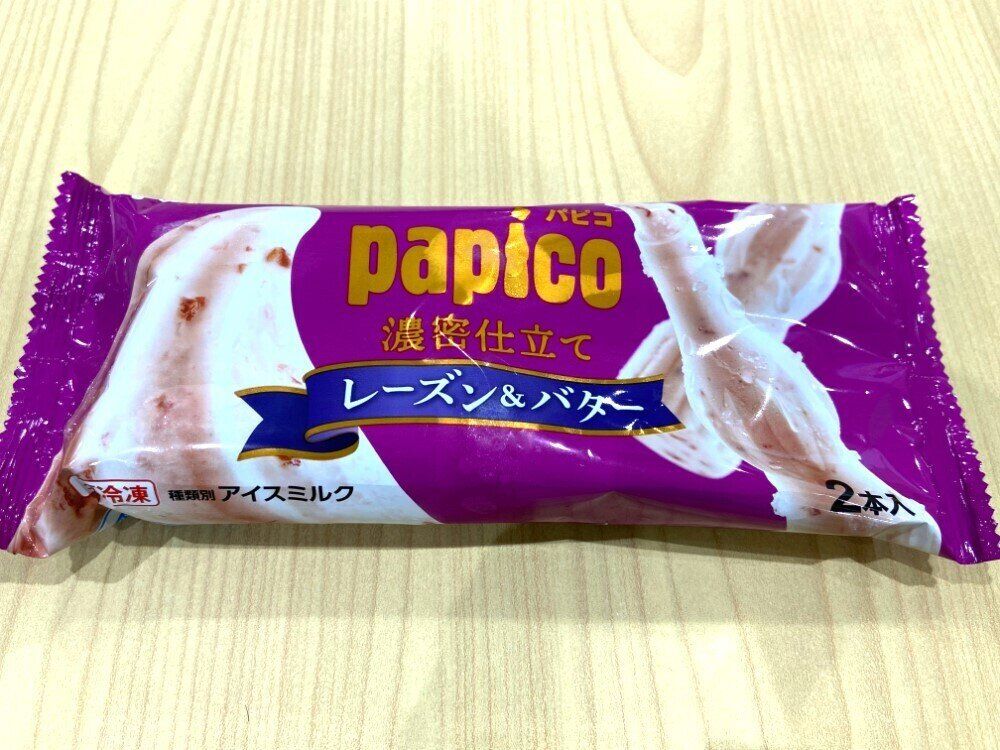 パピコ
papico
濃密仕立て
レーズン&バター
冷凍 種類別 アイスミルク
2本入